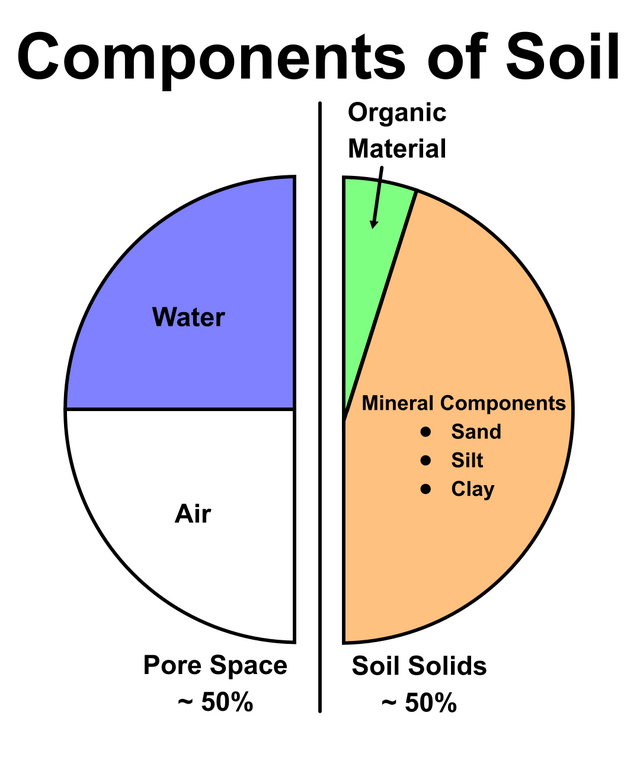 Components of Soil
Organic
Material
Water
Air
Mineral Components
● Sand
● Silt
● Clay
Pore Space
~ 50%
Soil Solids
~ 50%